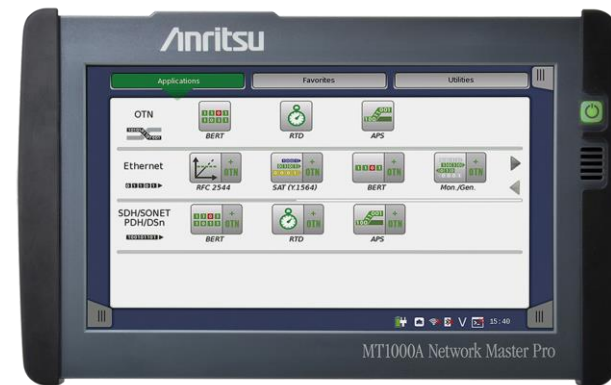 Anritsu
Applications Favorites Utilities
OTN
BERT RTD APS
Ethernet
OTN OTN OTN OTN
RFC 2544 SAT (Y.1564) BERT Mon./Gen.
SDH/SONET
PDH/DSn
OTN OTN OTN
BERT RTD APS
15:40
MT1000A Network Master Pro